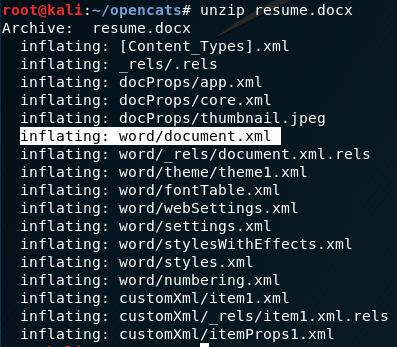 root@kali:~/opencats# unzip resume.docx
Archive:  resume.docx
  inflating: [Content_Types].xml
  inflating: _rels/.rels
  inflating: docProps/app.xml
  inflating: docProps/core.xml
  inflating: docProps/thumbnail.jpeg
  inflating: word/document.xml
  inflating: word/_rels/document.xml.rels
  inflating: word/theme/theme1.xml
  inflating: word/fontTable.xml
  inflating: word/webSettings.xml
  inflating: word/settings.xml
  inflating: word/stylesWithEffects.xml
  inflating: word/styles.xml
  inflating: word/numbering.xml
  inflating: customXml/item1.xml
  inflating: customXml/_rels/item1.xml.rels
  inflating: customXml/itemProps1.xml